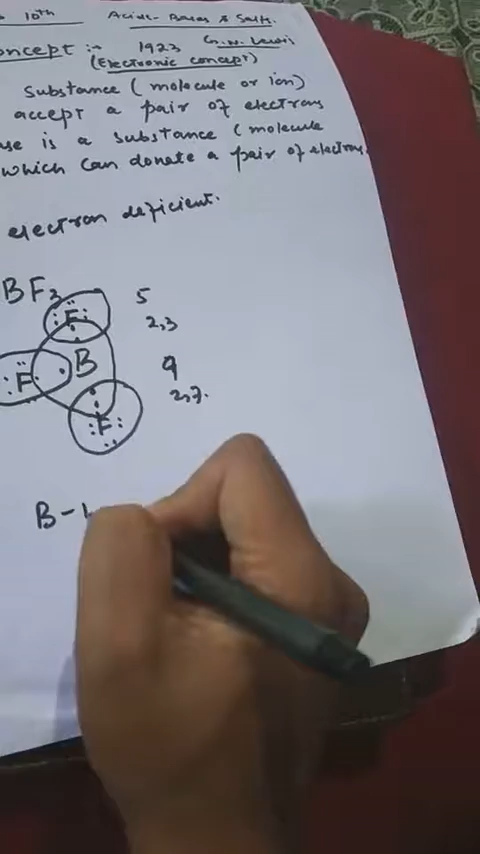 10th Acids-Bases & Salts.
oncept :- 1923 G.N. Lewis
(Electronic concept)
Substance ( molecule or ion)
accept a pair of electrons
se is a substance ( molecule
which can donate a pair of electron
electron deficient.
BF3
5
F
2,3
B
F
9
2,7.
F
B-